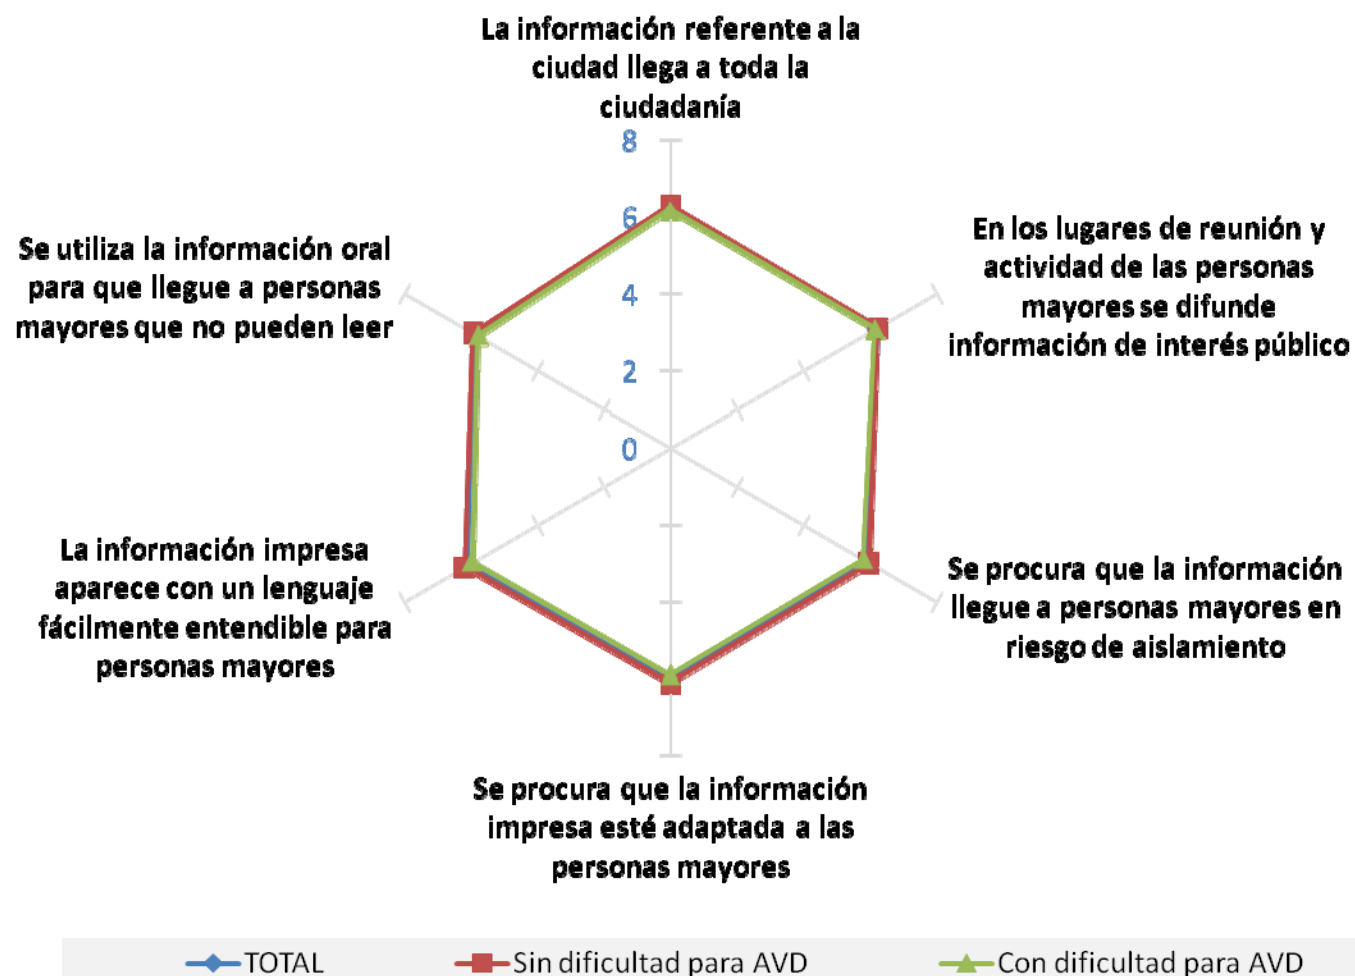 La información referente a la
ciudad llega a toda la
ciudadanía
8
6
4
2
0
En los lugares de reunión y
actividad de las personas
mayores se difunde
información de interés público
Se procura que la información
llegue a personas mayores en
riesgo de aislamiento
Se procura que la información
impresa esté adaptada a las
personas mayores
La información impresa
aparece con un lenguaje
fácilmente entendible para
personas mayores
Se utiliza la información oral
para que llegue a personas
mayores que no pueden leer
TOTAL
Sin dificultad para AVD
Con dificultad para AVD